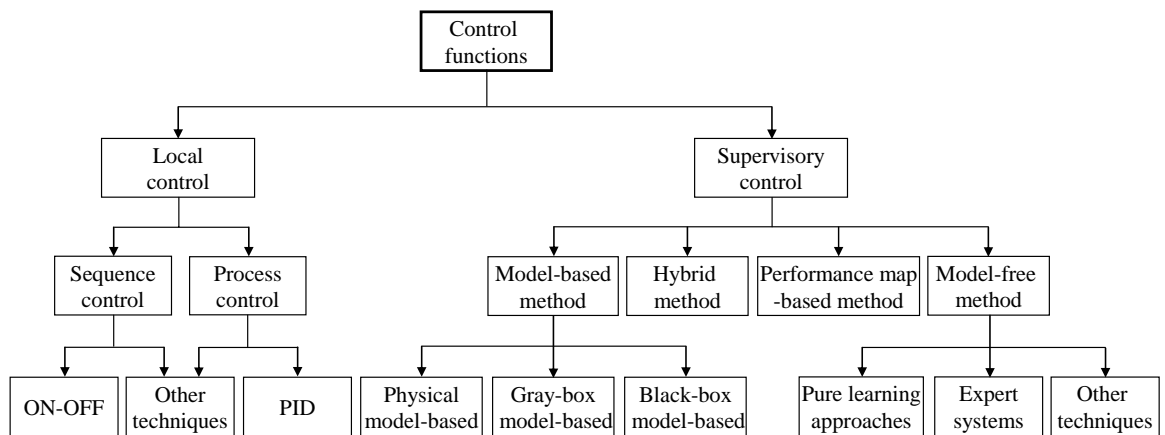 Control
functions
Local
control
Supervisory
control
Sequence
control
Process
control
Model-based
method
Hybrid
method
Performance map
-based method
Model-free
method
ON-OFF
Other
techniques
PID
Physical
model-based
Gray-box
model-based
Black-box
model-based
Pure learning
approaches
Expert
systems
Other
techniques